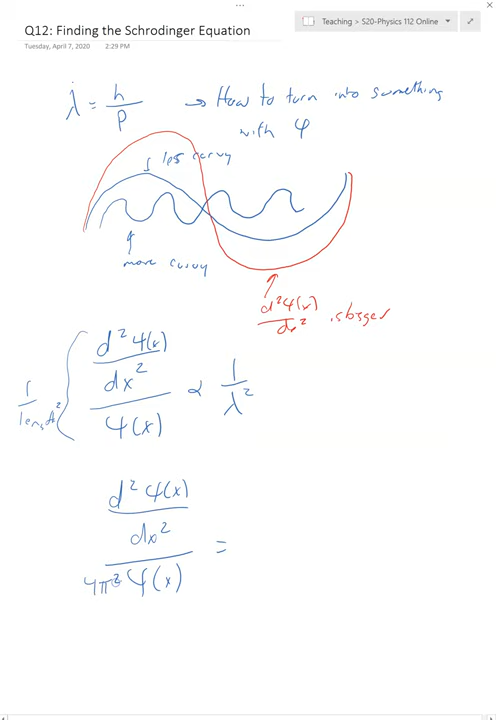 Teaching > S20-Physics 112 Online
Q12: Finding the Schrodinger Equation
Tuesday, April 7, 2020 2:29 PM
λ = h/p → How to turn into something
with ψ
less curvy
more curvy
d²ψ(x)/dx² is bigger
1/length² d²ψ(x)/dx² / ψ(x) ∝ 1/λ²
d²ψ(x)/dx² / 4π² ψ(x) =